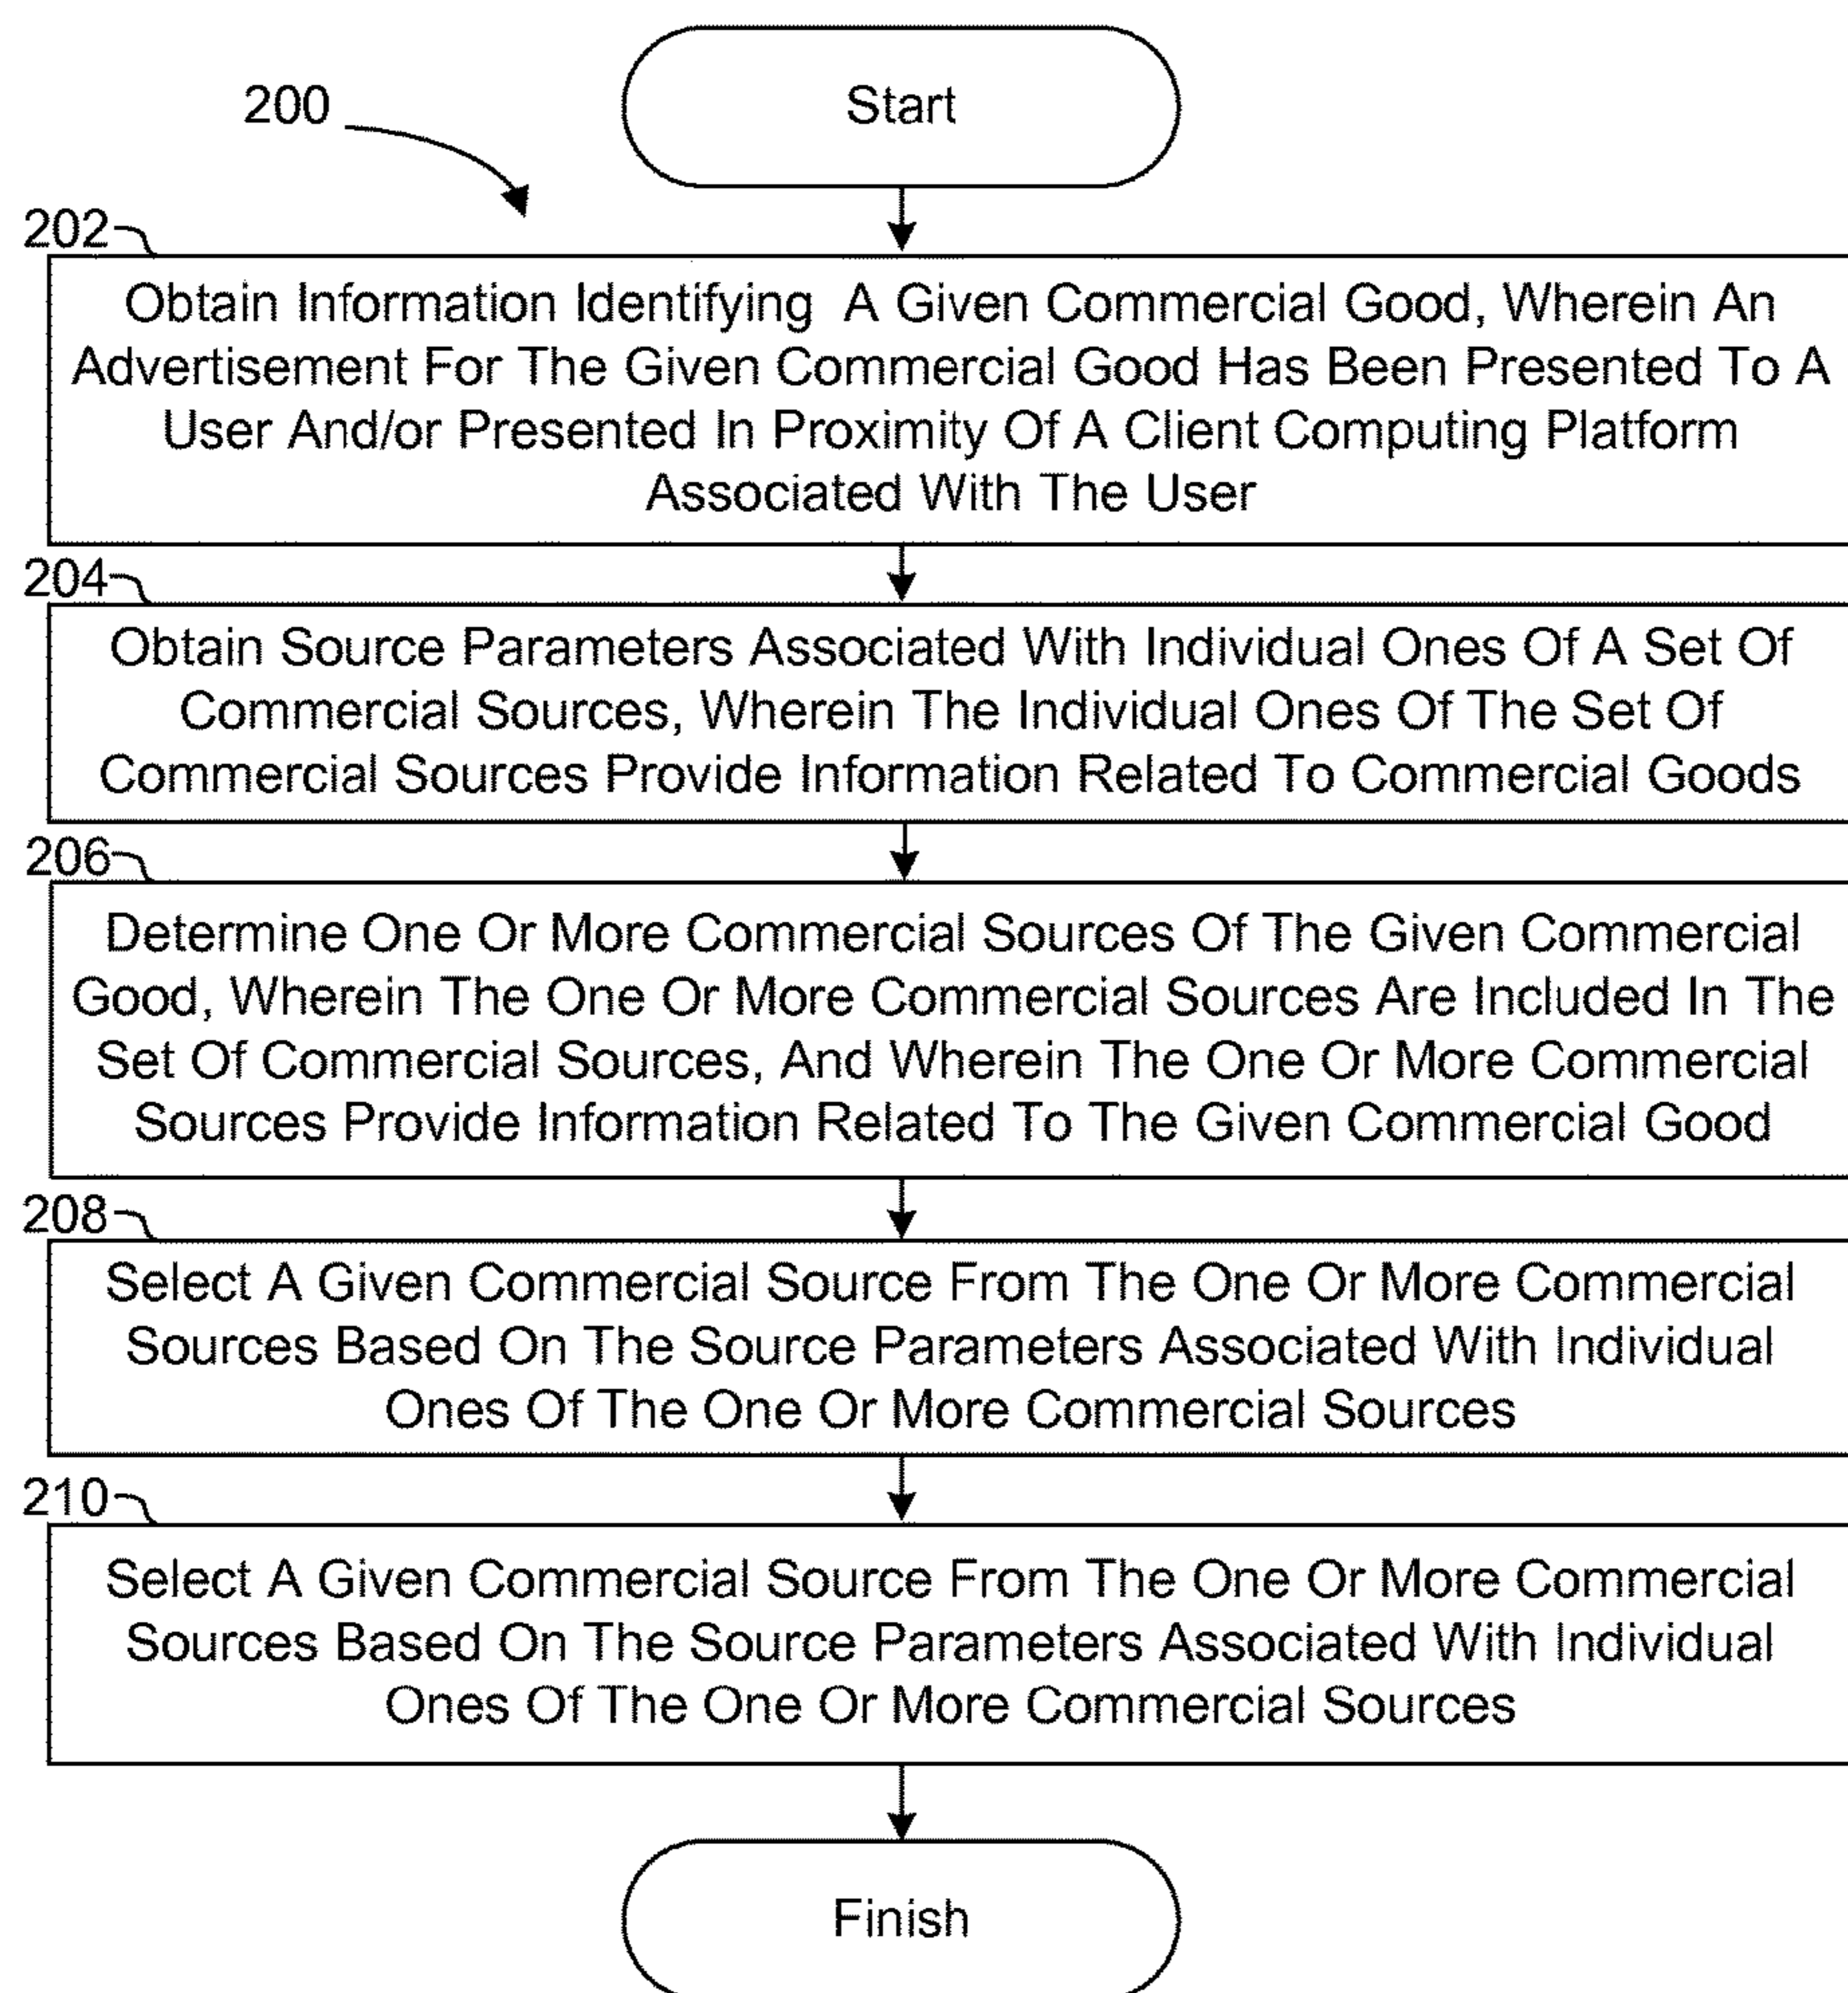 Start
200
202
Obtain Information Identifying A Given Commercial Good, Wherein An
Advertisement For The Given Commercial Good Has Been Presented To A
User And/or Presented In Proximity Of A Client Computing Platform
Associated With The User
204
Obtain Source Parameters Associated With Individual Ones Of A Set Of
Commercial Sources, Wherein The Individual Ones Of The Set Of
Commercial Sources Provide Information Related To Commercial Goods
206
Determine One Or More Commercial Sources Of The Given Commercial
Good, Wherein The One Or More Commercial Sources Are Included In The
Set Of Commercial Sources, And Wherein The One Or More Commercial
Sources Provide Information Related To The Given Commercial Good
208
Select A Given Commercial Source From The One Or More Commercial
Sources Based On The Source Parameters Associated With Individual
Ones Of The One Or More Commercial Sources
210
Select A Given Commercial Source From The One Or More Commercial
Sources Based On The Source Parameters Associated With Individual
Ones Of The One Or More Commercial Sources
Finish